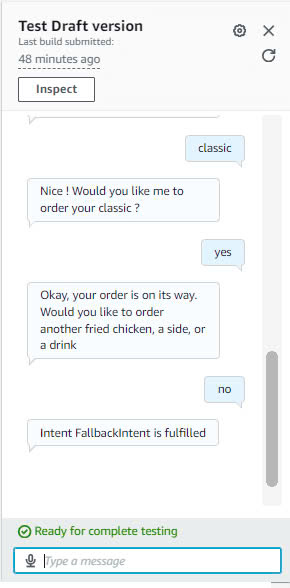 Test Draft version
Last build submitted:
48 minutes ago
Inspect
classic
Nice ! Would you like me to
order your classic ?
yes
Okay, your order is on its way.
Would you like to order
another fried chicken, a side, or
a drink
no
Intent FallbackIntent is fulfilled
Ready for complete testing
Type a message